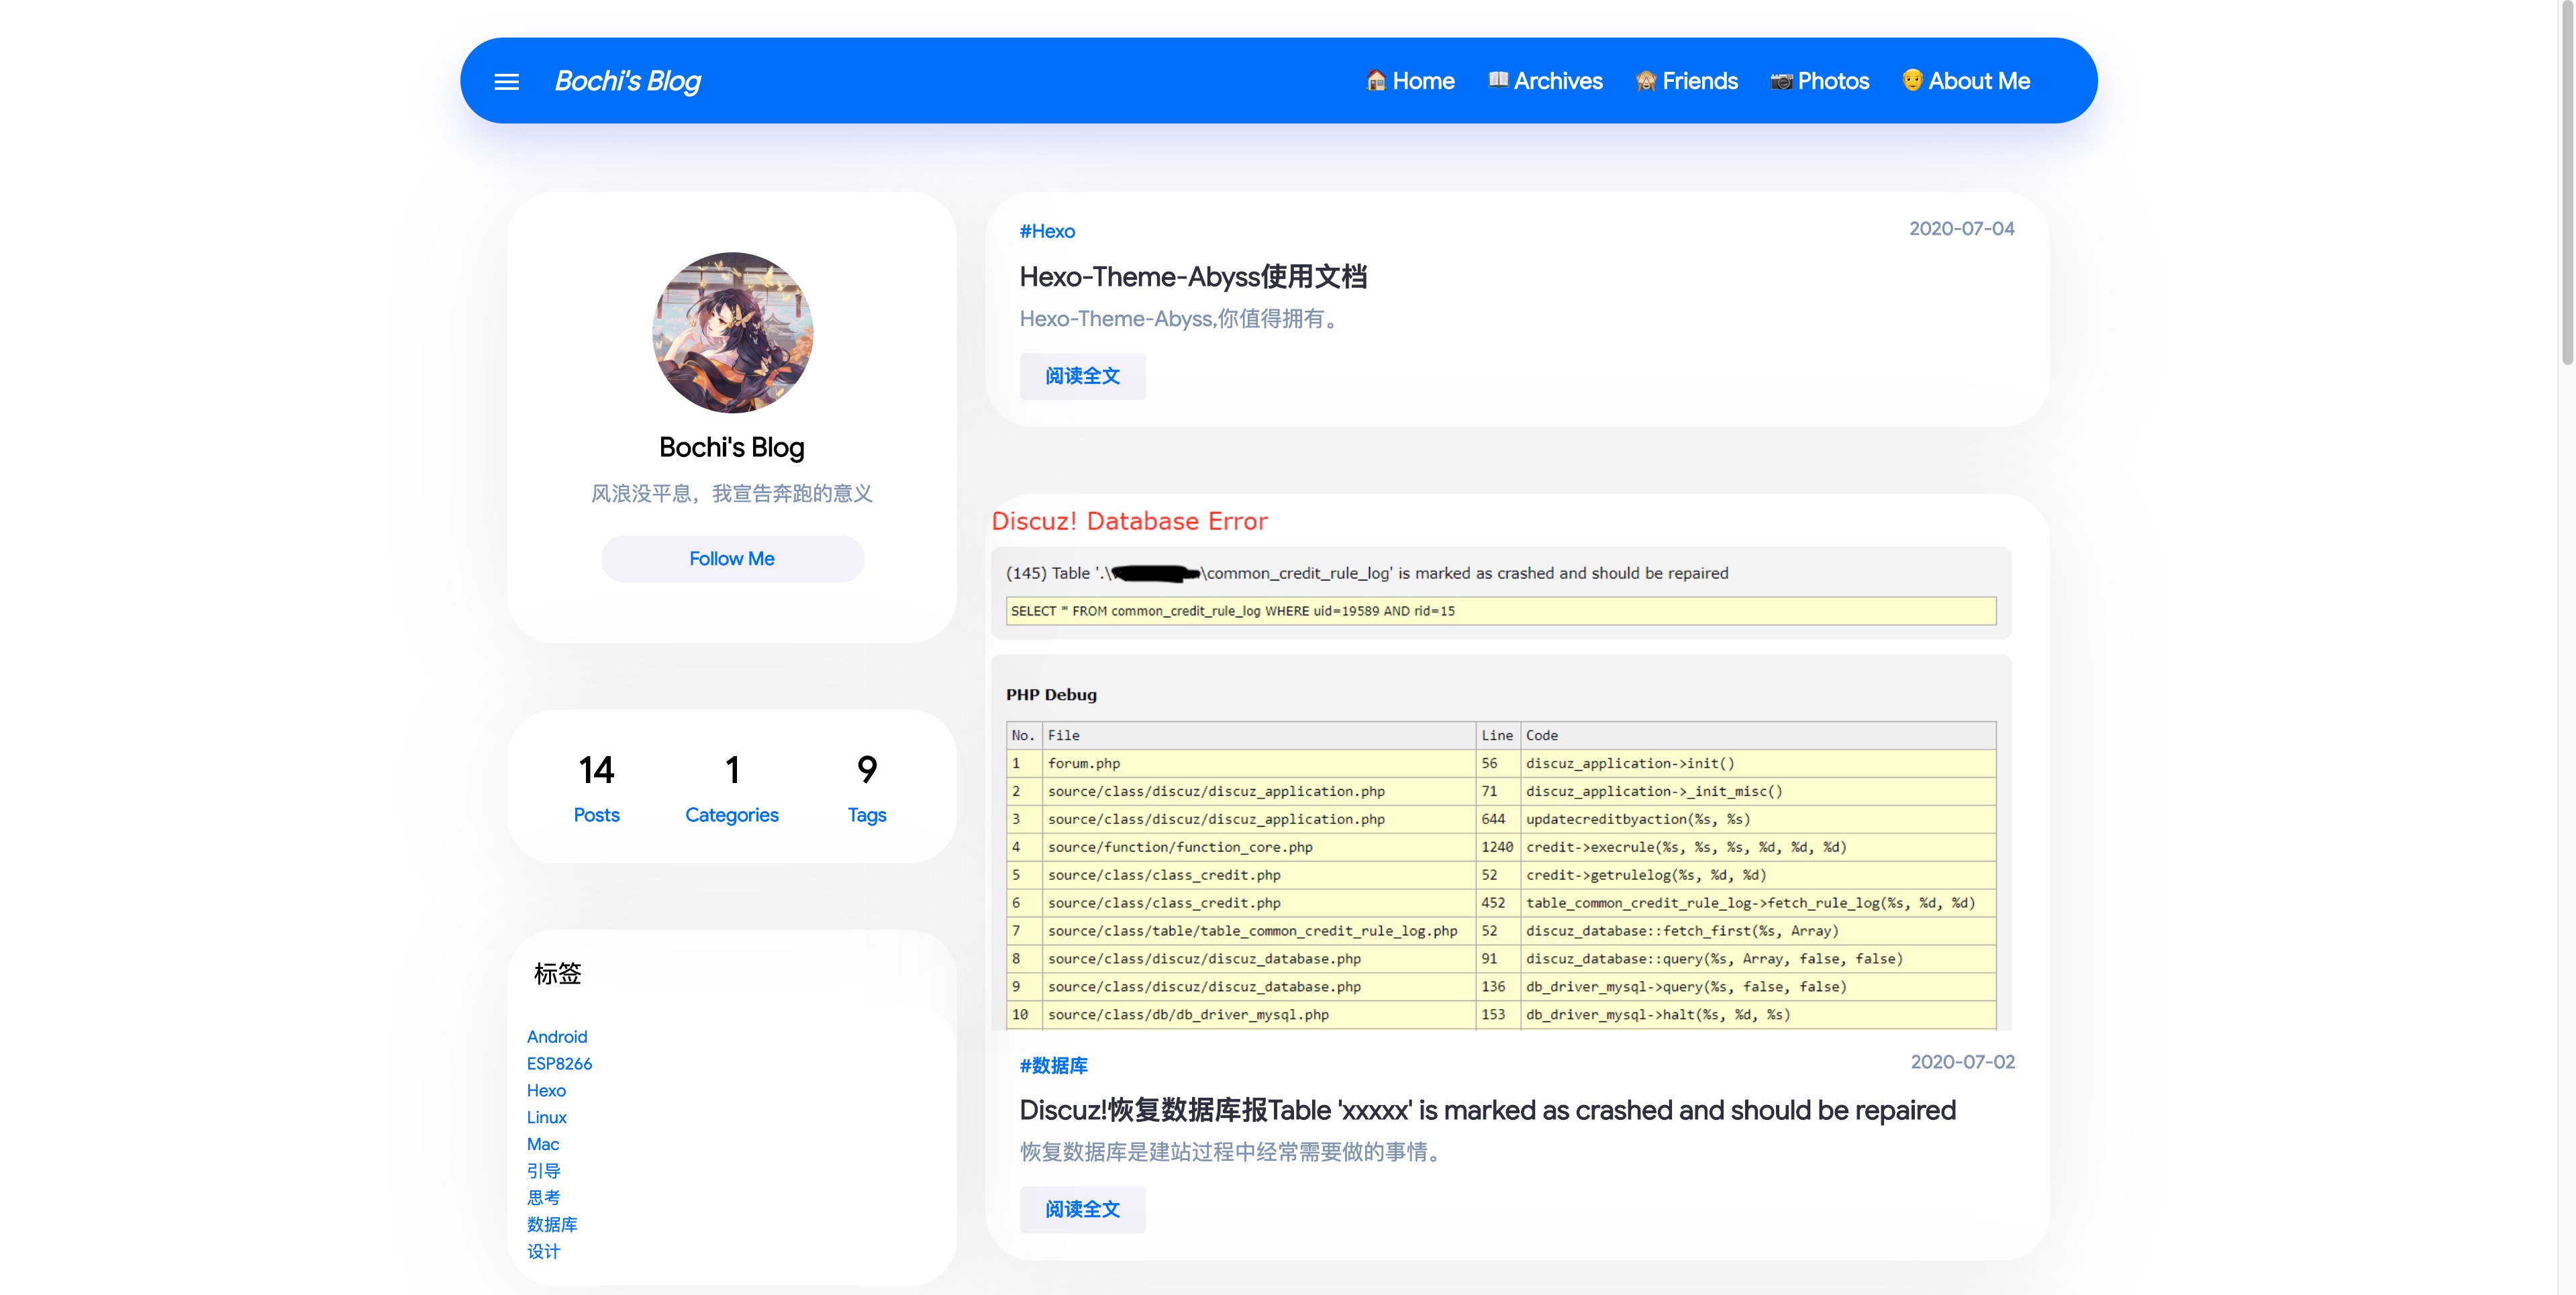 Bochi's Blog
Home Archives Friends Photos About Me
Bochi's Blog
风浪没平息，我宣告奔跑的意义
Follow Me
14 1 9
Posts Categories Tags
标签
Android
ESP8266
Hexo
Linux
Mac
引导
思考
数据库
设计
#Hexo 2020-07-04
Hexo-Theme-Abyss使用文档
Hexo-Theme-Abyss,你值得拥有。
阅读全文
Discuz! Database Error
(145) Table '.\ \common_credit_rule_log' is marked as crashed and should be repaired
SELECT * FROM common_credit_rule_log WHERE uid=19589 AND rid=15
PHP Debug
No. File Line Code
1 forum.php 56 discuz_application->init()
2 source/class/discuz/discuz_application.php 71 discuz_application->_init_misc()
3 source/class/discuz/discuz_application.php 644 updatecreditbyaction(%s, %s)
4 source/function/function_core.php 1240 credit->execrule(%s, %s, %s, %d, %d, %d)
5 source/class/class_credit.php 52 credit->getrulelog(%s, %d, %d)
6 source/class/class_credit.php 452 table_common_credit_rule_log->fetch_rule_log(%s, %d, %d)
7 source/class/table/table_common_credit_rule_log.php 52 discuz_database::fetch_first(%s, Array)
8 source/class/discuz/discuz_database.php 91 discuz_database::query(%s, Array, false, false)
9 source/class/discuz/discuz_database.php 136 db_driver_mysql->query(%s, false, false)
10 source/class/db/db_driver_mysql.php 153 db_driver_mysql->halt(%s, %d, %s)
#数据库 2020-07-02
Discuz!恢复数据库报Table 'xxxxx' is marked as crashed and should be repaired
恢复数据库是建站过程中经常需要做的事情。
阅读全文